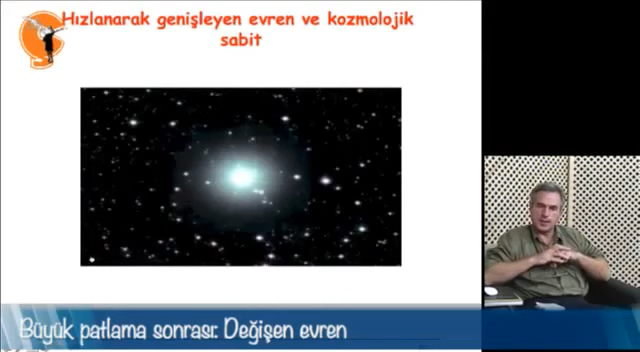 Hızlanarak genişleyen evren ve kozmolojik
sabit
Büyük patlama sonrası: Değişen evren